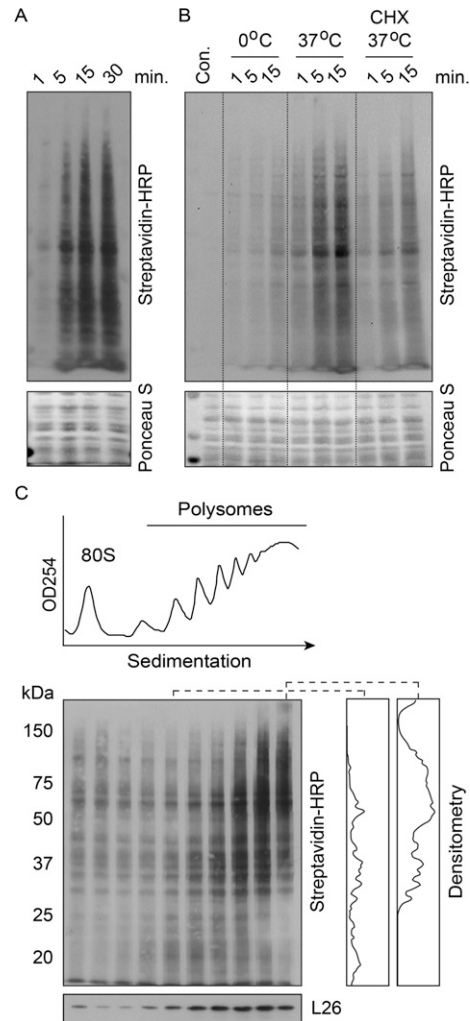 A
1 5 15 30 min.
Streptavidin-HRP
Ponceau S
B
CHX
Con. 0°C 37°C 37°C
1 5 15 1 5 15 1 5 15 min.
Streptavidin-HRP
Ponceau S
C
Polysomes
80S
OD254
Sedimentation
kDa
150
75
50
37
25
20
Streptavidin-HRP
Densitometry
L26